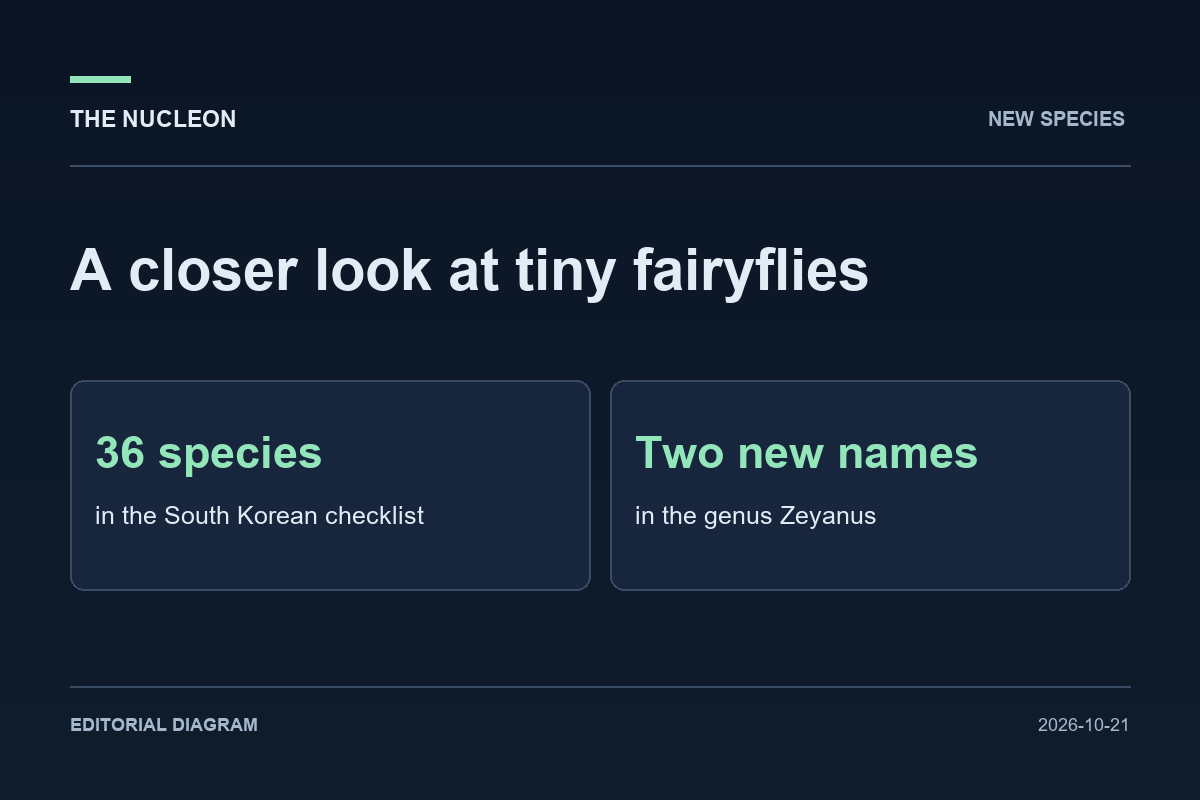 THE NUCLEON
NEW SPECIES
A closer look at tiny fairyflies
36 species
in the South Korean checklist
Two new names
in the genus Zeyanus
EDITORIAL DIAGRAM
2026-10-21